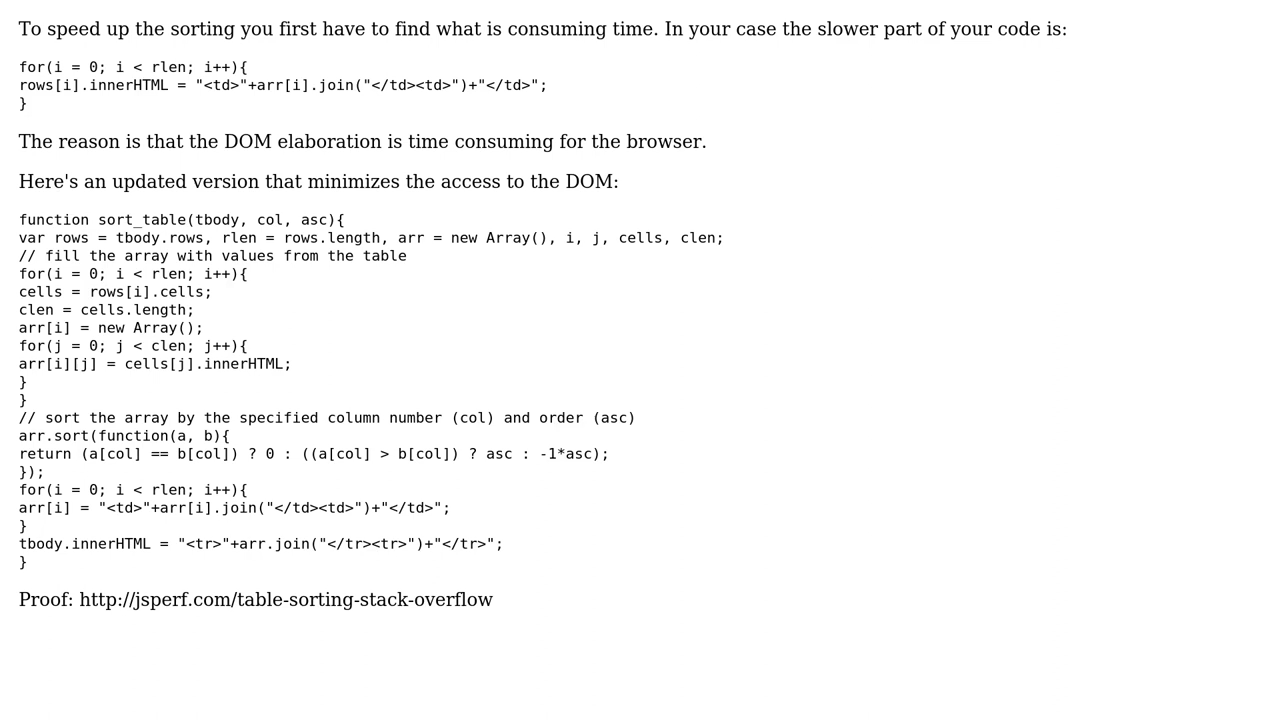 To speed up the sorting you first have to find what is consuming time. In your case the slower part of your code is:
for(i = 0; i < rlen; i++){
rows[i].innerHTML = "<td>"+arr[i].join("</td><td>")+"</td>";
}
The reason is that the DOM elaboration is time consuming for the browser.
Here's an updated version that minimizes the access to the DOM:
function sort_table(tbody, col, asc){
var rows = tbody.rows, rlen = rows.length, arr = new Array(), i, j, cells, clen;
// fill the array with values from the table
for(i = 0; i < rlen; i++){
cells = rows[i].cells;
clen = cells.length;
arr[i] = new Array();
for(j = 0; j < clen; j++){
arr[i][j] = cells[j].innerHTML;
}
}
// sort the array by the specified column number (col) and order (asc)
arr.sort(function(a, b){
return (a[col] == b[col]) ? 0 : ((a[col] > b[col]) ? asc : -1*asc);
});
for(i = 0; i < rlen; i++){
arr[i] = "<td>"+arr[i].join("</td><td>")+"</td>";
}
tbody.innerHTML = "<tr>"+arr.join("</tr><tr>")+"</tr>";
}
Proof: http://jsperf.com/table-sorting-stack-overflow